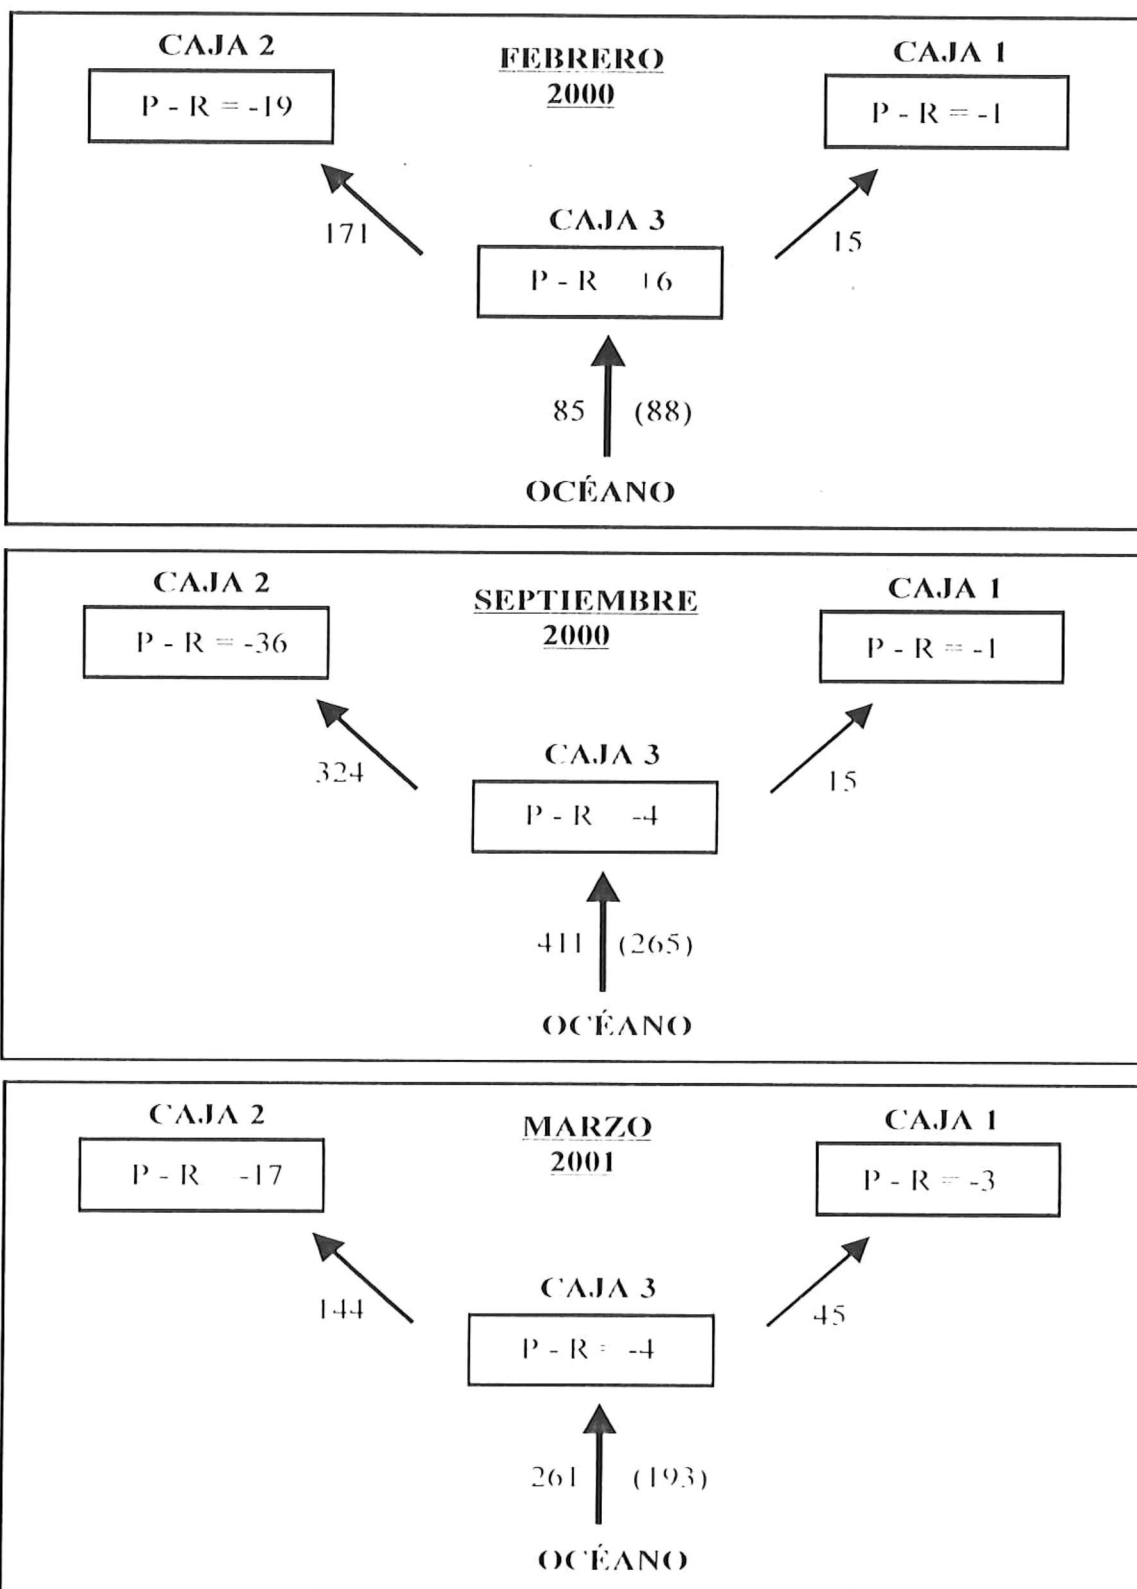 CAJA 2
FEBRERO
2000
CAJA 1
P - R = -19
P - R = -1
CAJA 3
171
15
P - R +6
85 (88)
OCÉANO
CAJA 2
SEPTIEMBRE
2000
CAJA 1
P - R = -36
P - R = -1
CAJA 3
324
15
P - R -4
411 (265)
OCÉANO
CAJA 2
MARZO
2001
CAJA 1
P - R -17
P - R = -3
CAJA 3
144
45
P - R = -4
261 (193)
OCÉANO